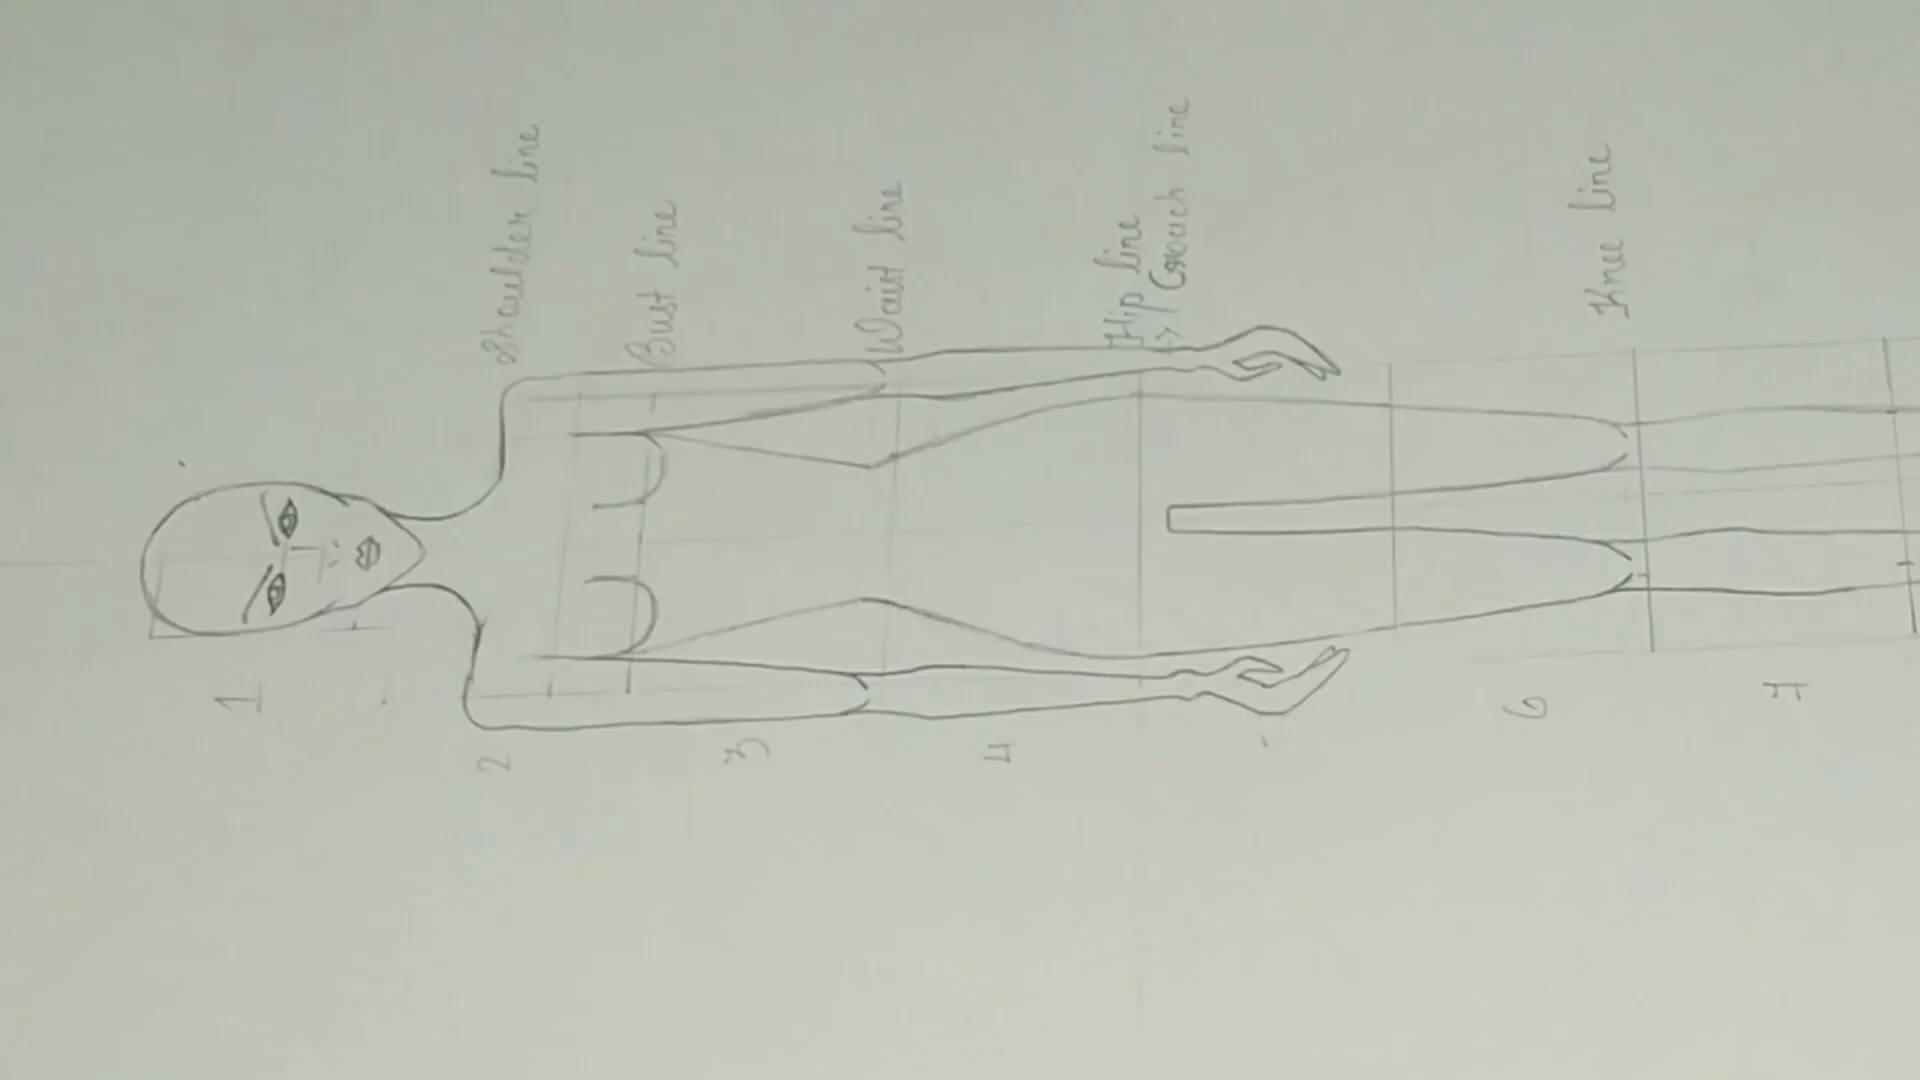 Shoulder line
Bust line
Waist line
Hip line
-> Crouch line
Knee line
1
2
3
4
6
7